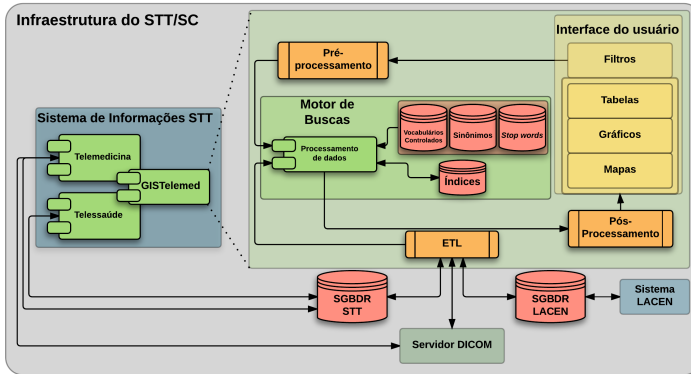 Infraestrutura do STT/SC
Interface do usuário
Pré-
processamento
Filtros
Tabelas
Gráficos
Mapas
Motor de
Buscas
Vocabulários
Controlados
Sinônimos
Stop words
Processamento
de dados
Índices
Sistema de Informações STT
Telemedicina
GISTelemed
Telessaúde
Pós-
Processamento
ETL
SGBDR
STT
SGBDR
LACEN
Sistema
LACEN
Servidor DICOM